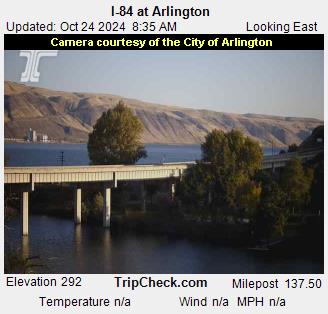 I-84 at Arlington
Updated: Oct 24 2024 8:35 AM Looking East
Camera courtesy of the City of Arlington
Elevation 292 TripCheck.com Milepost 137.50
Temperature n/a Wind n/a MPH n/a